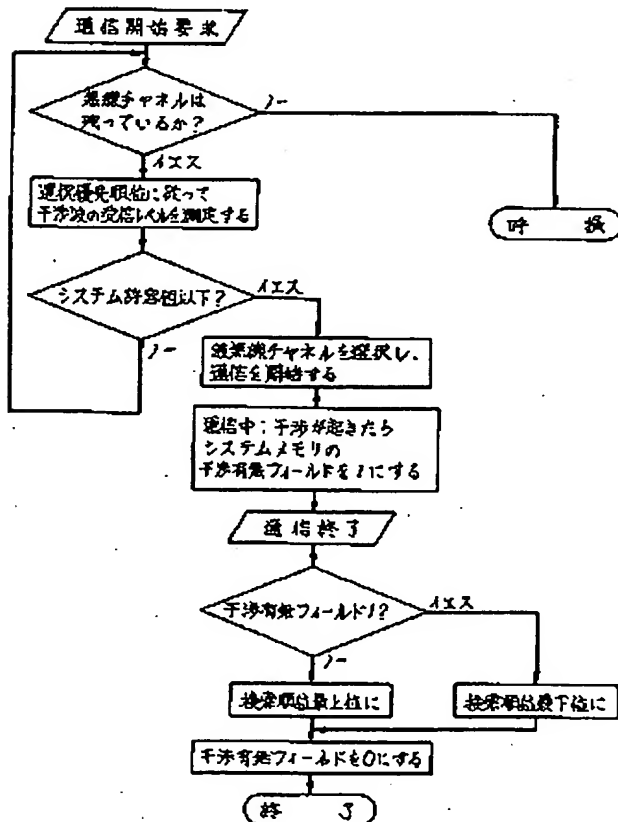 通信開始要求
無線チャネルは
残っているか?
ノー
イエス
選択優先順位に従って
干渉波の受信レベルを測定する
呼 損
システム許容値以下?
イエス
ノー
該無線チャネルを選択し、
通信を開始する
通信中:干渉が起きたら
システムメモリの
干渉有無フィールドを1にする
通信終了
干渉有無フィールド1?
イエス
ノー
検索順位最上位に
検索順位最下位に
干渉有無フィールドを0にする
終 了